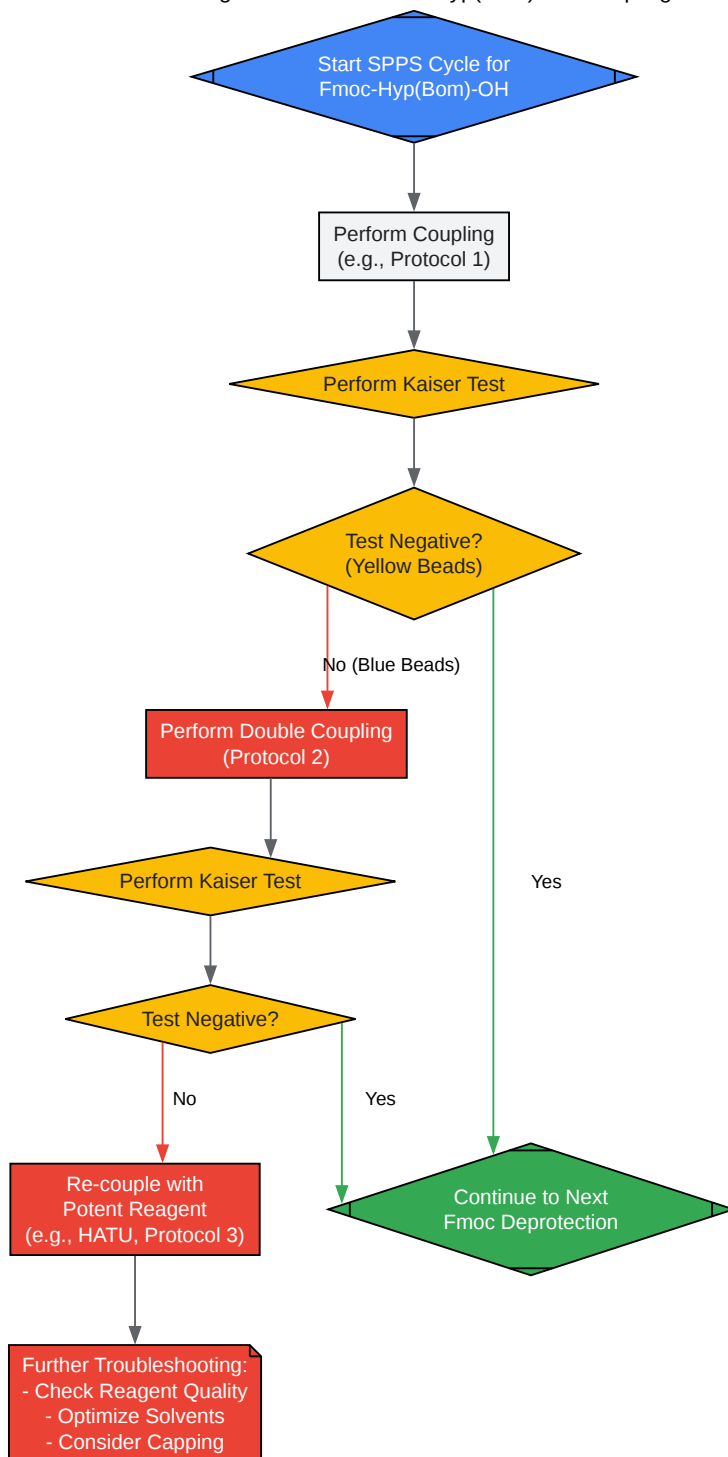 Start SPPS Cycle for
Fmoc-Hyp(Bom)-OH
Perform Coupling
(e.g., Protocol 1)
Perform Kaiser Test
Test Negative?
(Yellow Beads)
No (Blue Beads)
Perform Double Coupling
(Protocol 2)
Perform Kaiser Test
Yes
Test Negative?
No
Yes
Re-couple with
Potent Reagent
(e.g., HATU, Protocol 3)
Continue to Next
Fmoc Deprotection
Further Troubleshooting:
- Check Reagent Quality
- Optimize Solvents
- Consider Capping